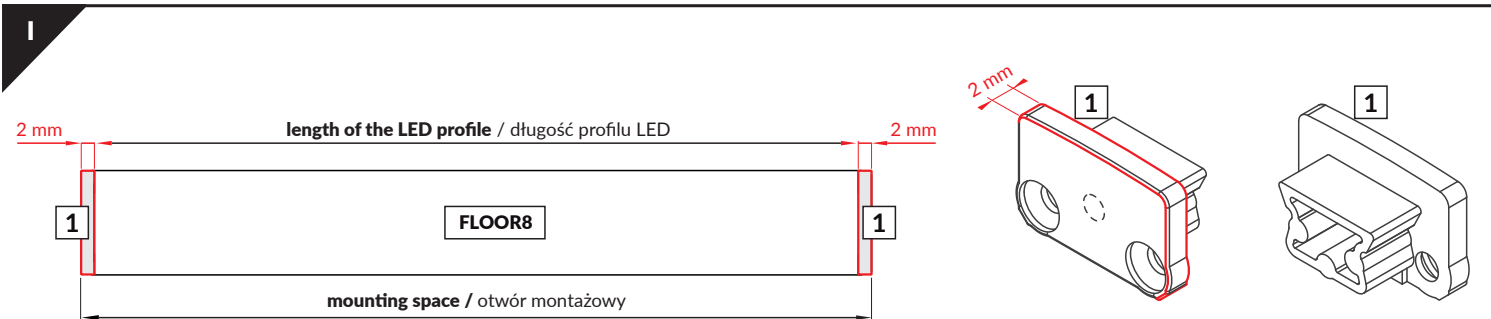 I
2 mm
length of the LED profile / długość profilu LED
2 mm
1
FLOOR8
1
mounting space / otwór montażowy
2 mm
1
1